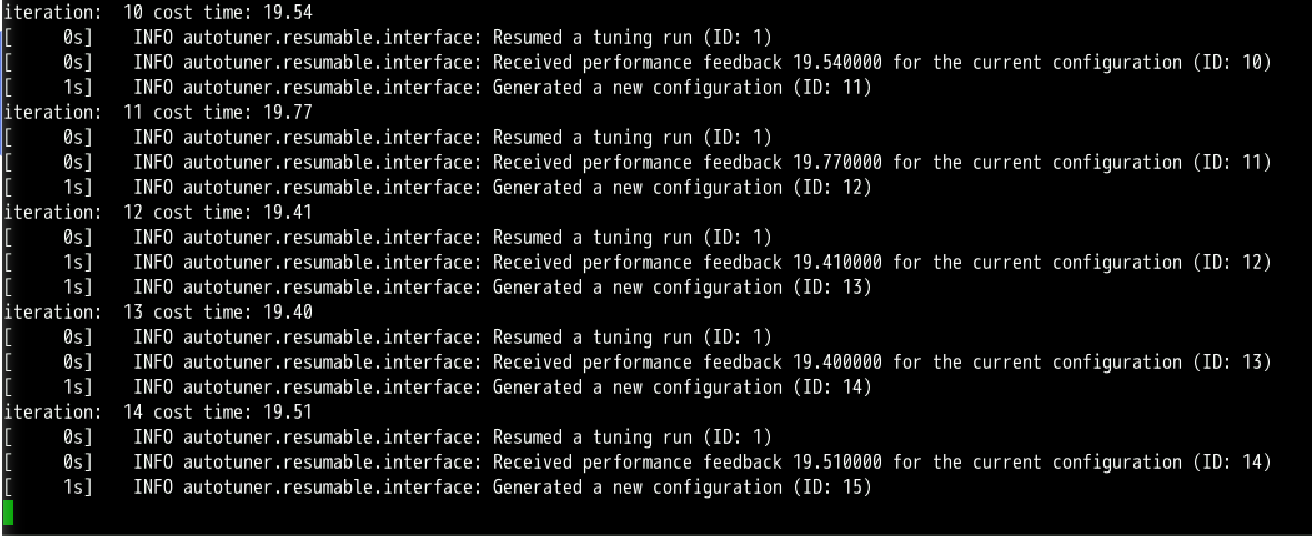 iteration:  10 cost time: 19.54
[     0s]     INFO autotuner.resumable.interface: Resumed a tuning run (ID: 1)
[     0s]     INFO autotuner.resumable.interface: Received performance feedback 19.540000 for the current configuration (ID: 10)
[     1s]     INFO autotuner.resumable.interface: Generated a new configuration (ID: 11)
iteration:  11 cost time: 19.77
[     0s]     INFO autotuner.resumable.interface: Resumed a tuning run (ID: 1)
[     0s]     INFO autotuner.resumable.interface: Received performance feedback 19.770000 for the current configuration (ID: 11)
[     1s]     INFO autotuner.resumable.interface: Generated a new configuration (ID: 12)
iteration:  12 cost time: 19.41
[     0s]     INFO autotuner.resumable.interface: Resumed a tuning run (ID: 1)
[     1s]     INFO autotuner.resumable.interface: Received performance feedback 19.410000 for the current configuration (ID: 12)
[     1s]     INFO autotuner.resumable.interface: Generated a new configuration (ID: 13)
iteration:  13 cost time: 19.40
[     0s]     INFO autotuner.resumable.interface: Resumed a tuning run (ID: 1)
[     0s]     INFO autotuner.resumable.interface: Received performance feedback 19.400000 for the current configuration (ID: 13)
[     1s]     INFO autotuner.resumable.interface: Generated a new configuration (ID: 14)
iteration:  14 cost time: 19.51
[     0s]     INFO autotuner.resumable.interface: Resumed a tuning run (ID: 1)
[     0s]     INFO autotuner.resumable.interface: Received performance feedback 19.510000 for the current configuration (ID: 14)
[     1s]     INFO autotuner.resumable.interface: Generated a new configuration (ID: 15)